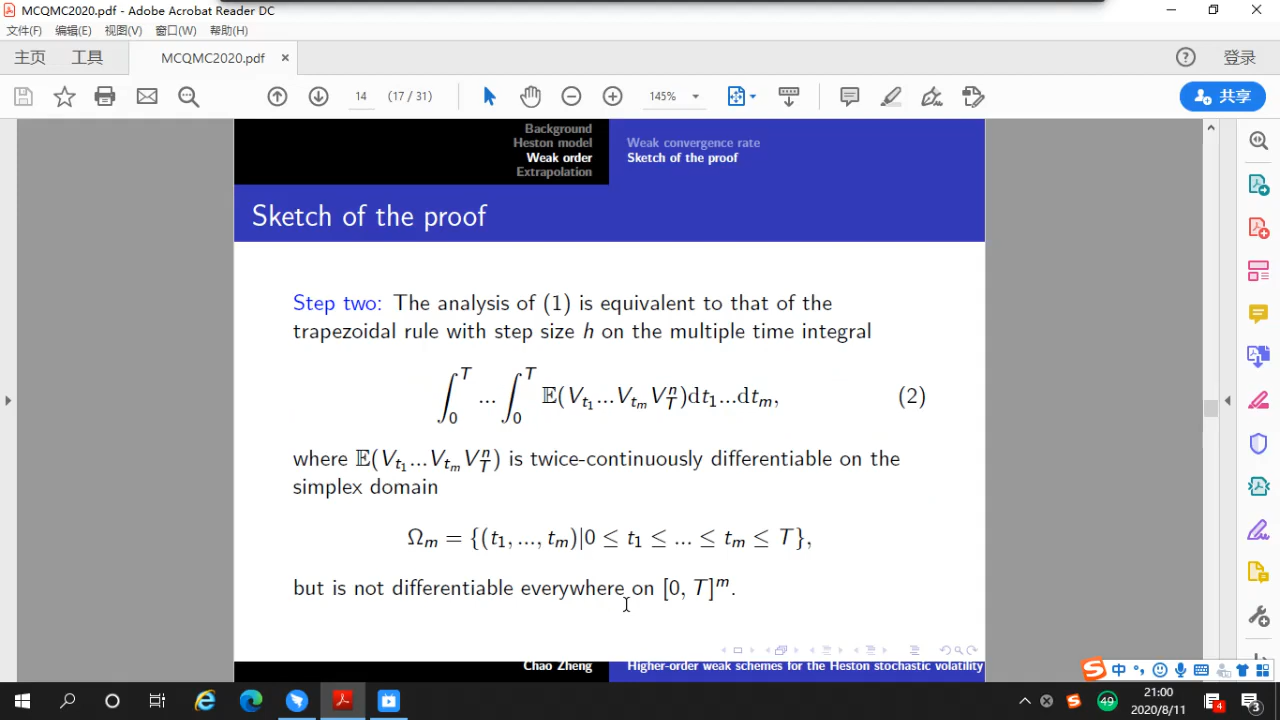 MCQMC2020.pdf - Adobe Acrobat Reader DC
文件(F) 编辑(E) 视图(V) 窗口(W) 帮助(H)
主页 工具 MCQMC2020.pdf × 登录
14 (17 / 31) 145% 共享
Background
Heston model
Weak order
Extrapolation
Weak convergence rate
Sketch of the proof
Sketch of the proof
Step two: The analysis of (1) is equivalent to that of the
trapezoidal rule with step size h on the multiple time integral
∫_0^T ... ∫_0^T 𝔼(V_{t_1}...V_{t_m} V_T^n)dt_1...dt_m, (2)
where 𝔼(V_{t_1}...V_{t_m} V_T^n) is twice-continuously differentiable on the
simplex domain
Ω_m = {(t_1, ..., t_m)|0 ≤ t_1 ≤ ... ≤ t_m ≤ T},
but is not differentiable everywhere on [0, T]^m.
Chao Zheng Higher-order weak schemes for the Heston stochastic volatility
中
49 21:00
2020/8/11 4 3